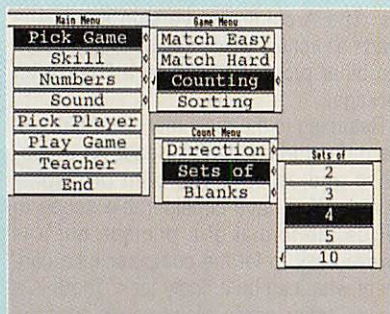 Main Menu
Pick Game
Skill
Numbers
Sound
Pick Player
Play Game
Teacher
End
Game Menu
Match Easy
Match Hard
Counting
Sorting
Count Menu
Direction
Sets of
Blanks
Sets of
2
3
4
5
10